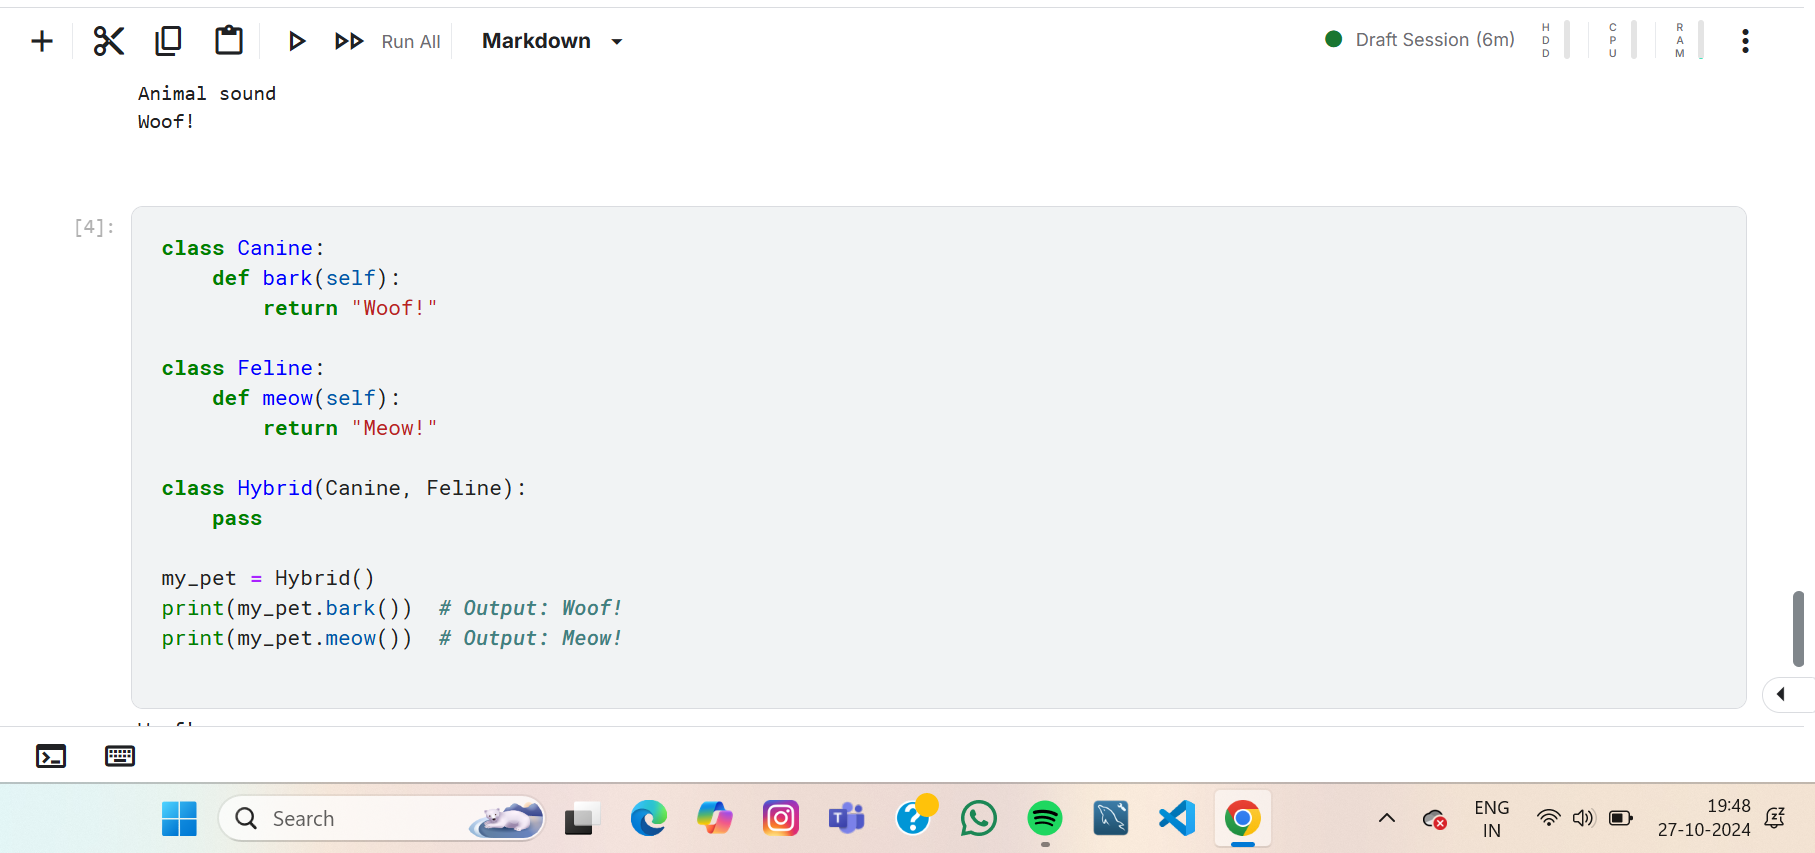 Run All
Markdown
Draft Session (6m)
HDD
CPU
RAM
Animal sound
Woof!
[4]:
class Canine:
    def bark(self):
        return "Woof!"
class Feline:
    def meow(self):
        return "Meow!"
class Hybrid(Canine, Feline):
    pass
my_pet = Hybrid()
print(my_pet.bark())  # Output: Woof!
print(my_pet.meow())  # Output: Meow!
Search
ENG
IN
19:48
27-10-2024